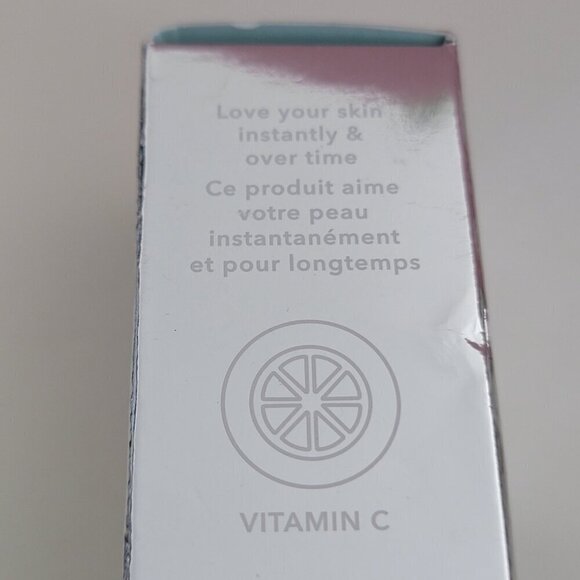 Love your skin
instantly &
over time
Ce produit aime
votre peau
instantanément
et pour longtemps
VITAMIN C